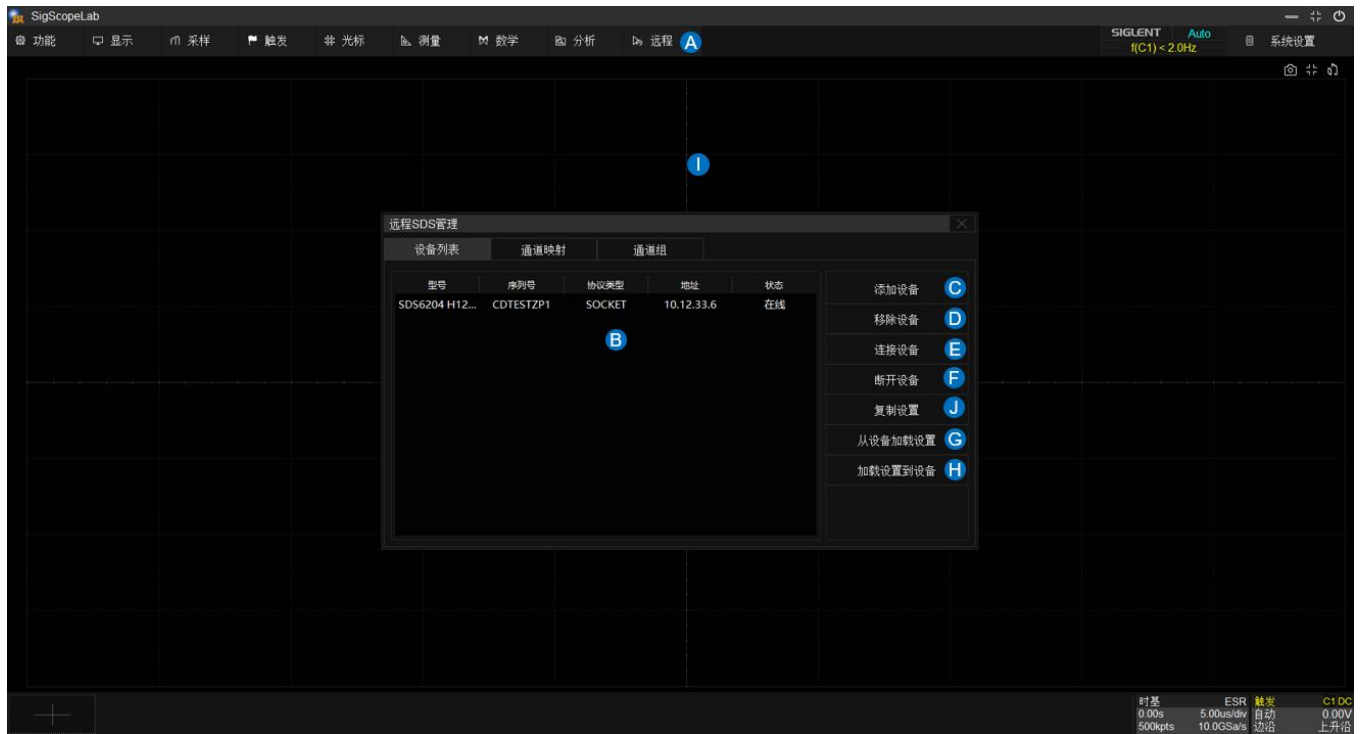 SigScopeLab
功能 显示 采样 触发 光标 测量 数学 分析 远程 A SIGLENT Auto 系统设置
f(C1) < 2.0Hz
I
远程SDS管理
设备列表 通道映射 通道组
型号 序列号 协议类型 地址 状态 添加设备 C
SDS6204 H12... CDTESTZP1 SOCKET 10.12.33.6 在线
移除设备 D
B
连接设备 E
断开设备 F
复制设置 J
从设备加载设置 G
加载设置到设备 H
时基 ESR 触发 C1 DC
0.00s 5.00us/div 自动 0.00V
500kpts 10.0GSa/s 边沿 上升沿